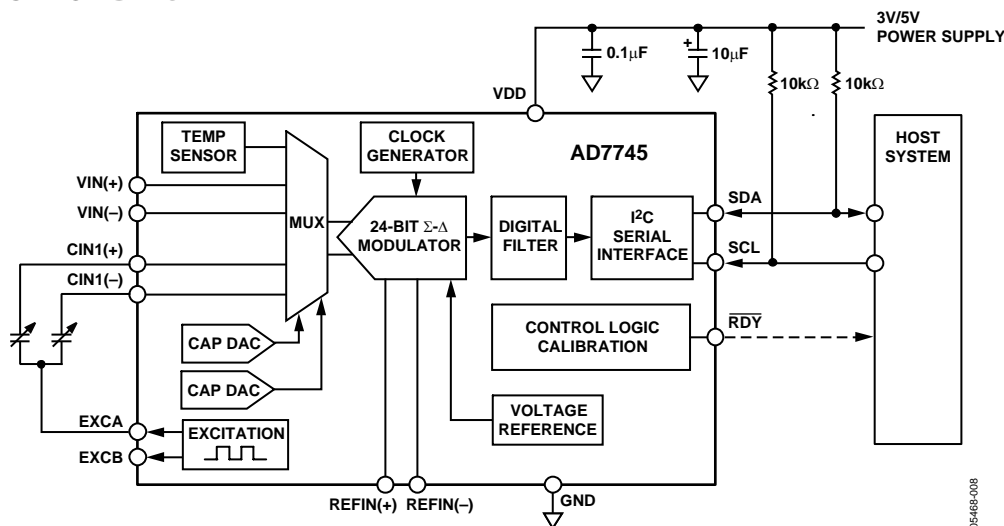 3V/5V
POWER SUPPLY
0.1μF
+
10μF
10kΩ
10kΩ
VDD
HOST
SYSTEM
TEMP
SENSOR
CLOCK
GENERATOR
AD7745
VIN(+)
VIN(–)
MUX
24-BIT Σ-Δ
MODULATOR
DIGITAL
FILTER
I²C
SERIAL
INTERFACE
SDA
SCL
CIN1(+)
CIN1(–)
CAP DAC
CAP DAC
CONTROL LOGIC
CALIBRATION
R̅D̅Y̅
VOLTAGE
REFERENCE
EXCA
EXCB
EXCITATION
REFIN(+) REFIN(–)
GND
05468-008